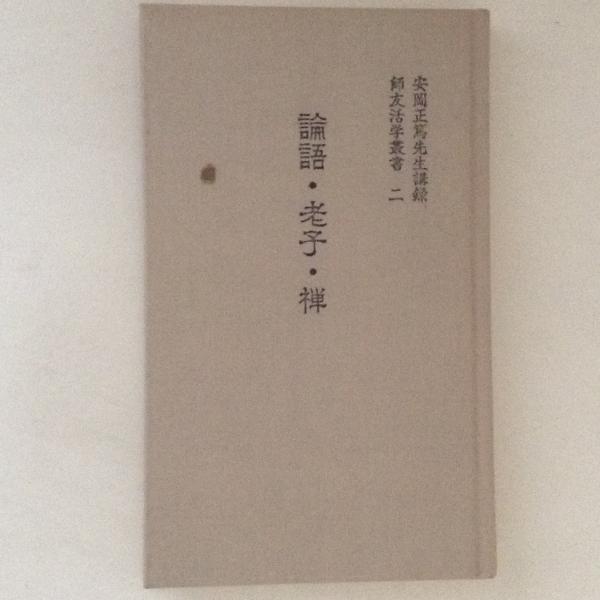 安岡正篤先生講録
師友活学叢書 二
論語・老子・禅